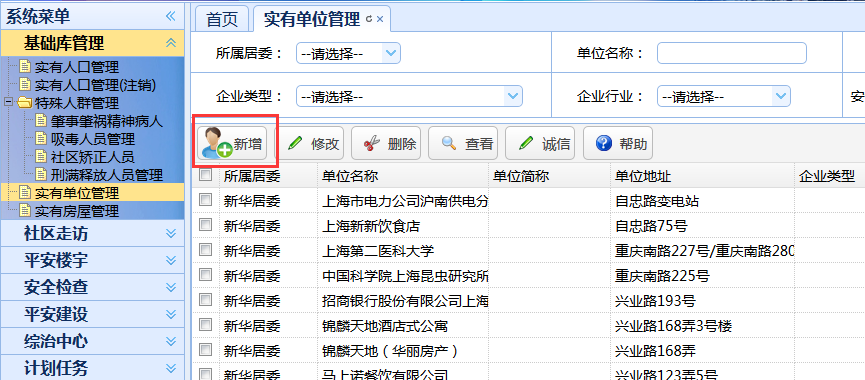 系统菜单
基础库管理
实有人口管理
实有人口管理(注销)
特殊人群管理
肇事肇祸精神病人
吸毒人员管理
社区矫正人员
刑满释放人员管理
实有单位管理
实有房屋管理
社区走访
平安楼宇
安全检查
平安建设
综治中心
计划任务
首页 实有单位管理
所属居委： --请选择-- 单位名称：
企业类型： --请选择-- 企业行业： --请选择-- 安
新增 修改 删除 查看 诚信 帮助
所属居委 单位名称 单位简称 单位地址 企业类型
新华居委 上海市电力公司沪南供电分 自忠路变电站
新华居委 上海新新饮食店 自忠路75号
新华居委 上海第二医科大学 重庆南路227号/重庆南路280
新华居委 中国科学院上海昆虫研究所 重庆南路225号
新华居委 招商银行股份有限公司上海 兴业路193号
新华居委 锦麟天地酒店式公寓 兴业路168弄3号楼
新华居委 锦麟天地（华丽房产） 兴业路168弄
新华居委 马上诺餐饮有限公司 兴业路123弄5号